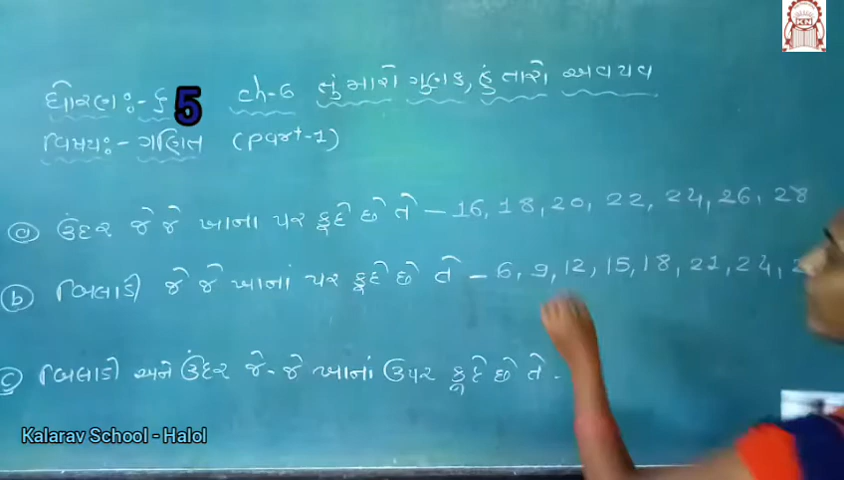 ધોરણ:- 5 ch-6 તું મારો ગુણક, હું તારો અવયવ
વિષય:- ગણિત (part-1)
a ઉંદર જે જે ખાના પર કૂદે છે તે – 16, 18, 20, 22, 24, 26, 28
b બિલાડી જે જે ખાનાં પર કૂદે છે તે – 6, 9, 12, 15, 18, 21, 24,
c બિલાડી અને ઉંદર જે-જે ખાનાં ઉપર કૂદે છે તે -
Kalarav School - Halol
KN